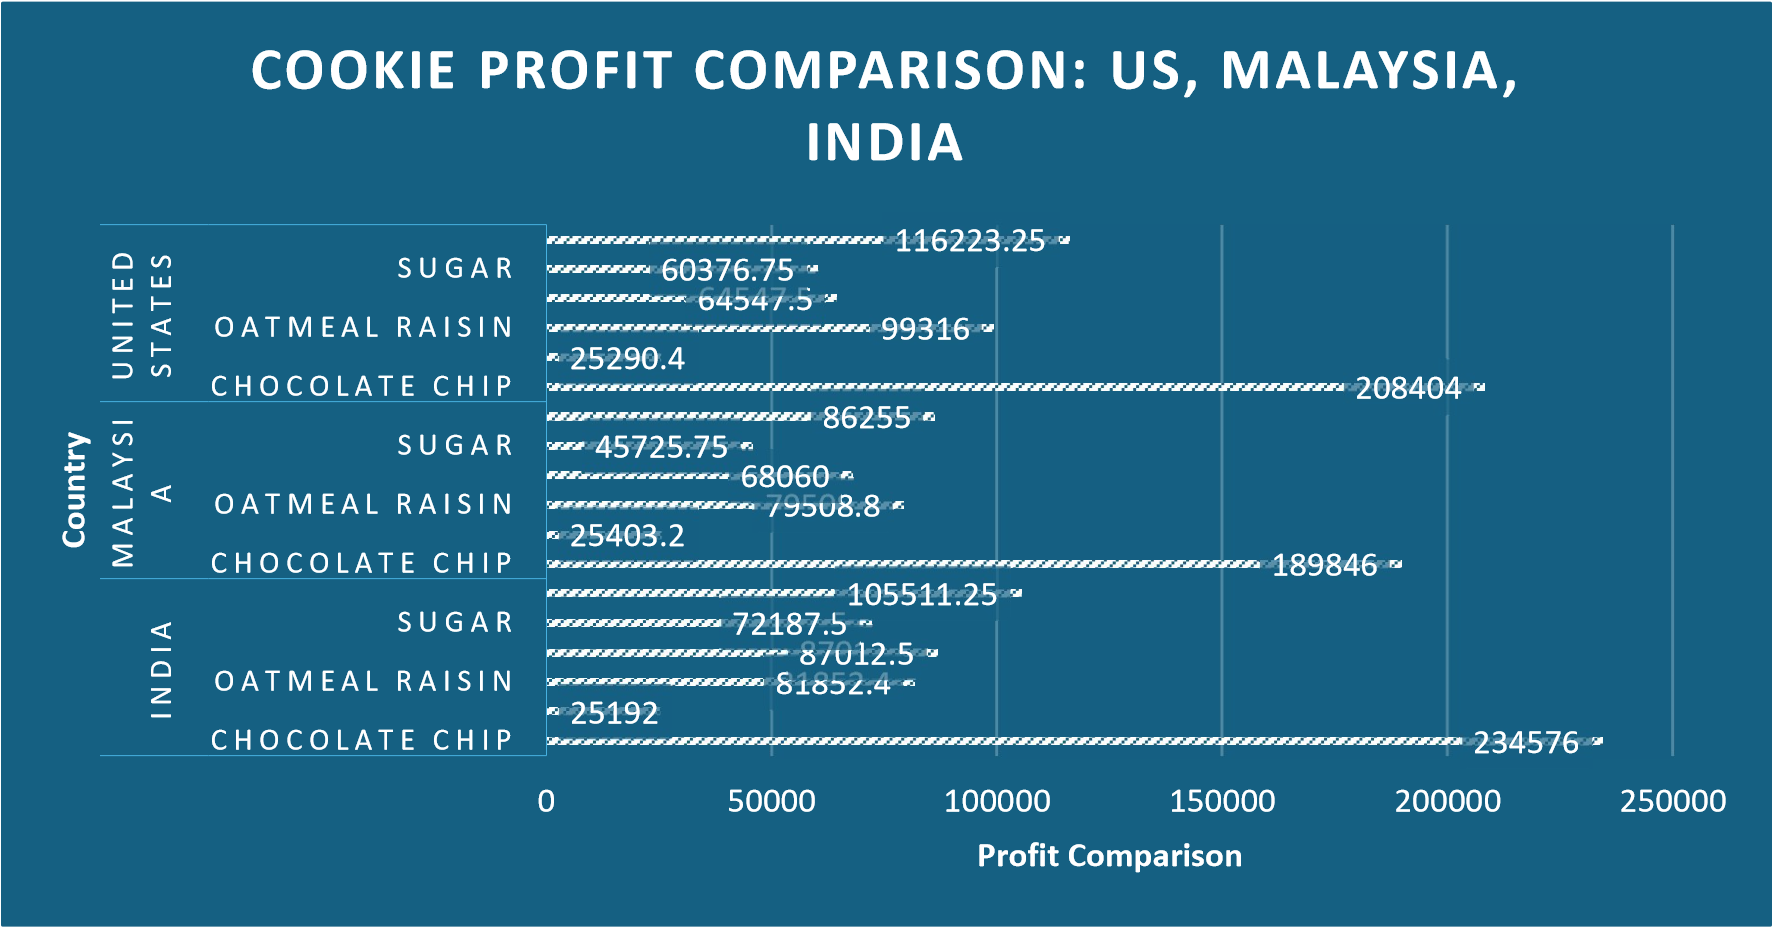 COOKIE PROFIT COMPARISON: US, MALAYSIA,
INDIA
Country
UNITED
STATES
116223.25
SUGAR
60376.75
64547.5
OATMEAL RAISIN
99316
25290.4
CHOCOLATE CHIP
208404
MALAYSI
A
86255
SUGAR
45725.75
68060
OATMEAL RAISIN
79508.8
25403.2
CHOCOLATE CHIP
189846
INDIA
105511.25
SUGAR
72187.5
87012.5
OATMEAL RAISIN
81852.4
25192
CHOCOLATE CHIP
234576
0 50000 100000 150000 200000 250000
Profit Comparison